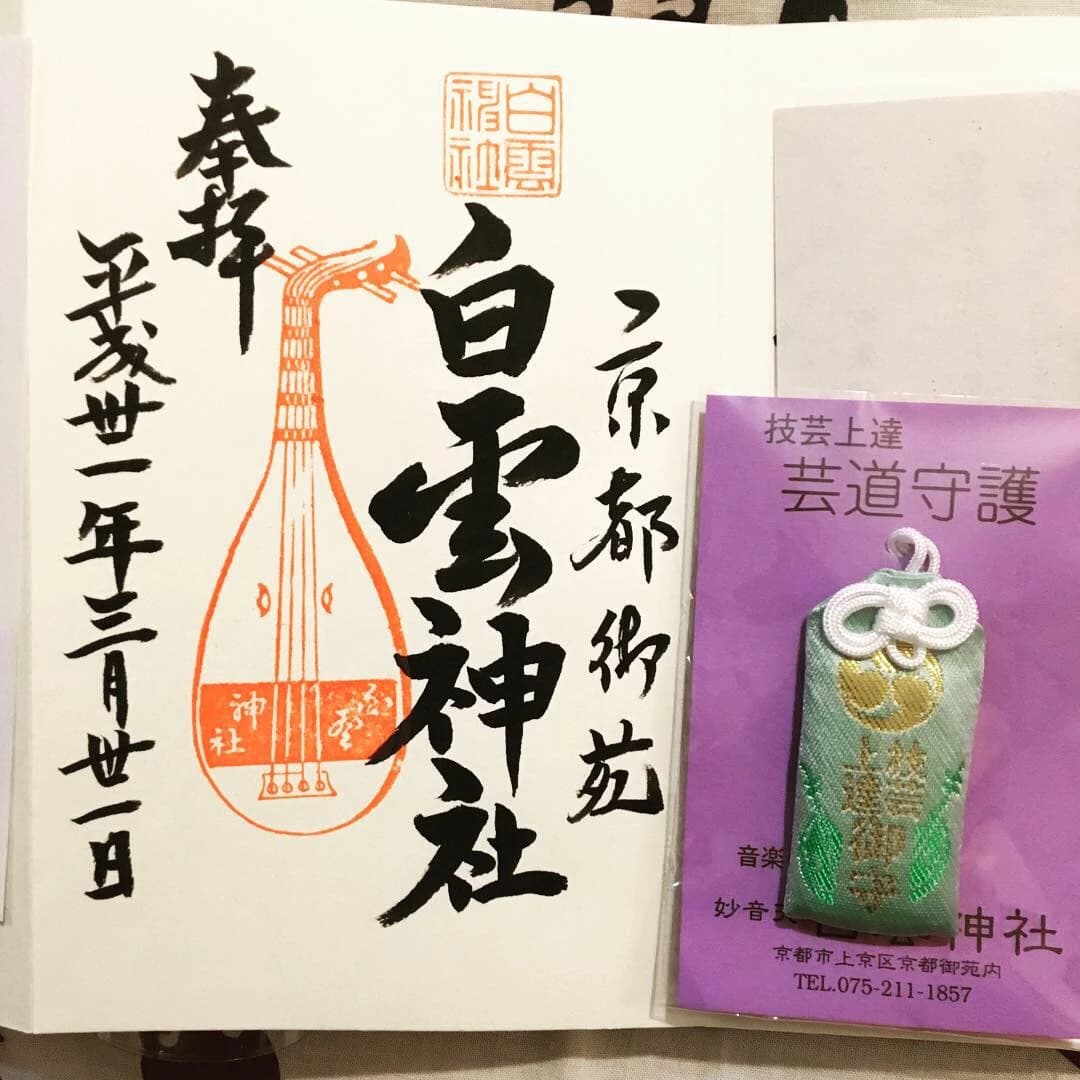 京都御苑
白雲神社
白雲神社
奉拝
平成丗一年三月丗一日
神社
技芸上達
芸道守護
技芸
上達
御守
音楽
妙音
神社
京都市上京区京都御苑内
TEL.075-211-1857